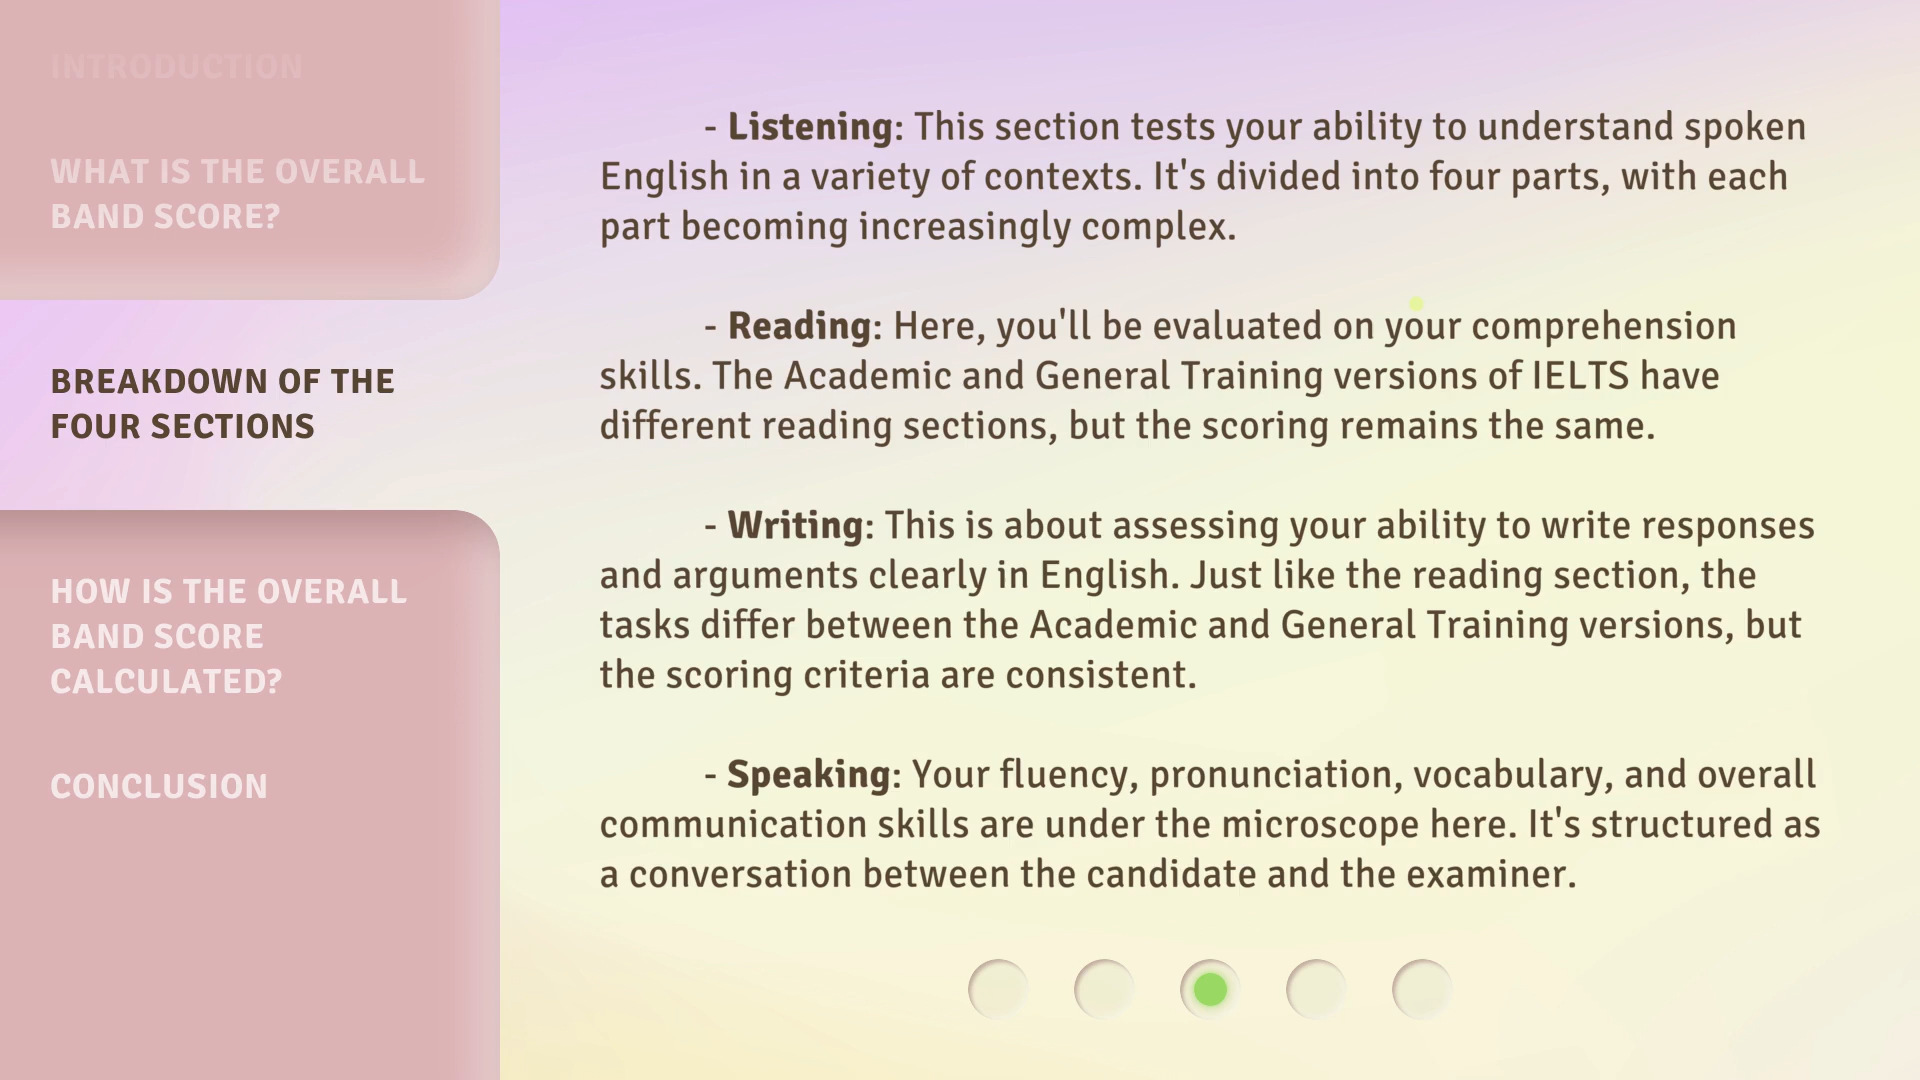 INTRODUCTION
WHAT IS THE OVERALL
BAND SCORE?
BREAKDOWN OF THE
FOUR SECTIONS
HOW IS THE OVERALL
BAND SCORE
CALCULATED?
CONCLUSION
- Listening: This section tests your ability to understand spoken
English in a variety of contexts. It's divided into four parts, with each
part becoming increasingly complex.
- Reading: Here, you'll be evaluated on your comprehension
skills. The Academic and General Training versions of IELTS have
different reading sections, but the scoring remains the same.
- Writing: This is about assessing your ability to write responses
and arguments clearly in English. Just like the reading section, the
tasks differ between the Academic and General Training versions, but
the scoring criteria are consistent.
- Speaking: Your fluency, pronunciation, vocabulary, and overall
communication skills are under the microscope here. It's structured as
a conversation between the candidate and the examiner.